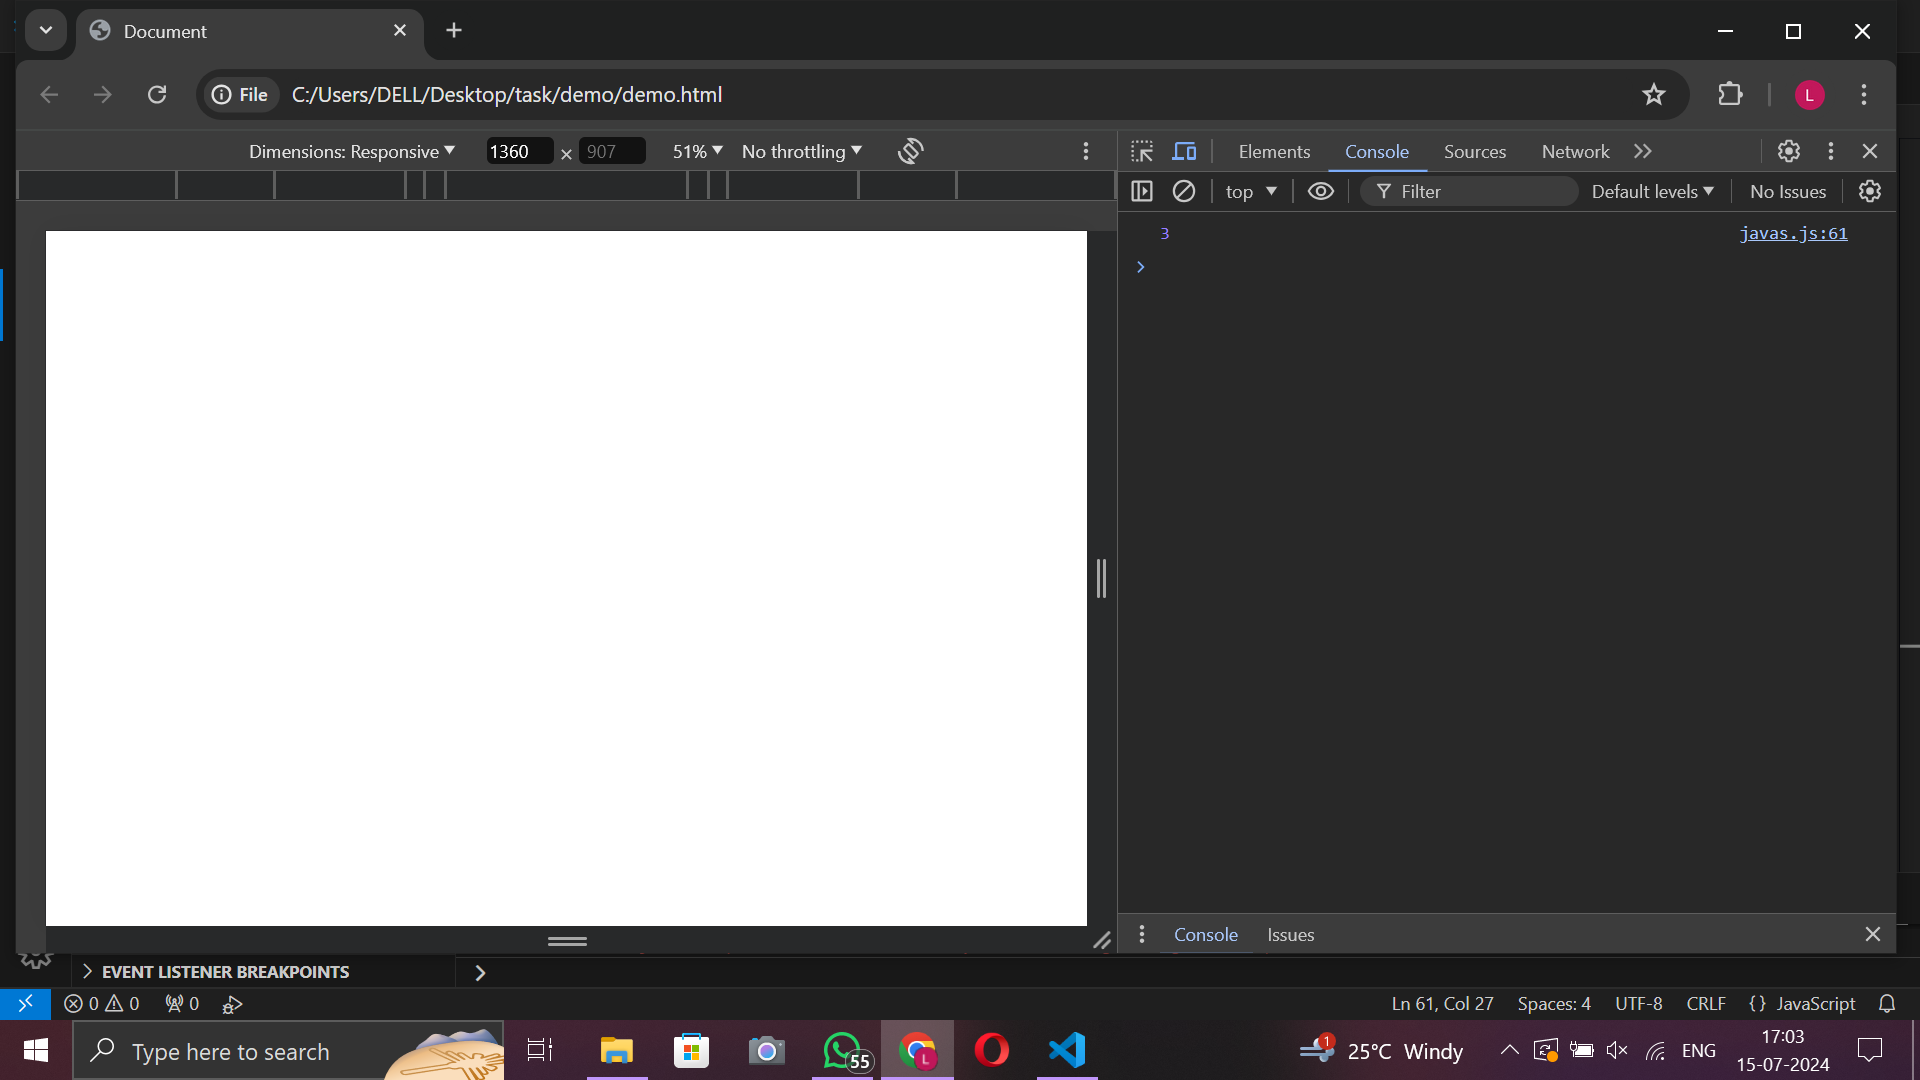 Document
File C:/Users/DELL/Desktop/task/demo/demo.html L
Dimensions: Responsive 1360 × 907 51% No throttling
Elements Console Sources Network
top Filter Default levels No Issues
3 javas.js:61
Console Issues
EVENT LISTENER BREAKPOINTS
0 0 0 Ln 61, Col 27 Spaces: 4 UTF-8 CRLF {} JavaScript
Type here to search 55 L 1 25°C Windy ENG 17:03
15-07-2024